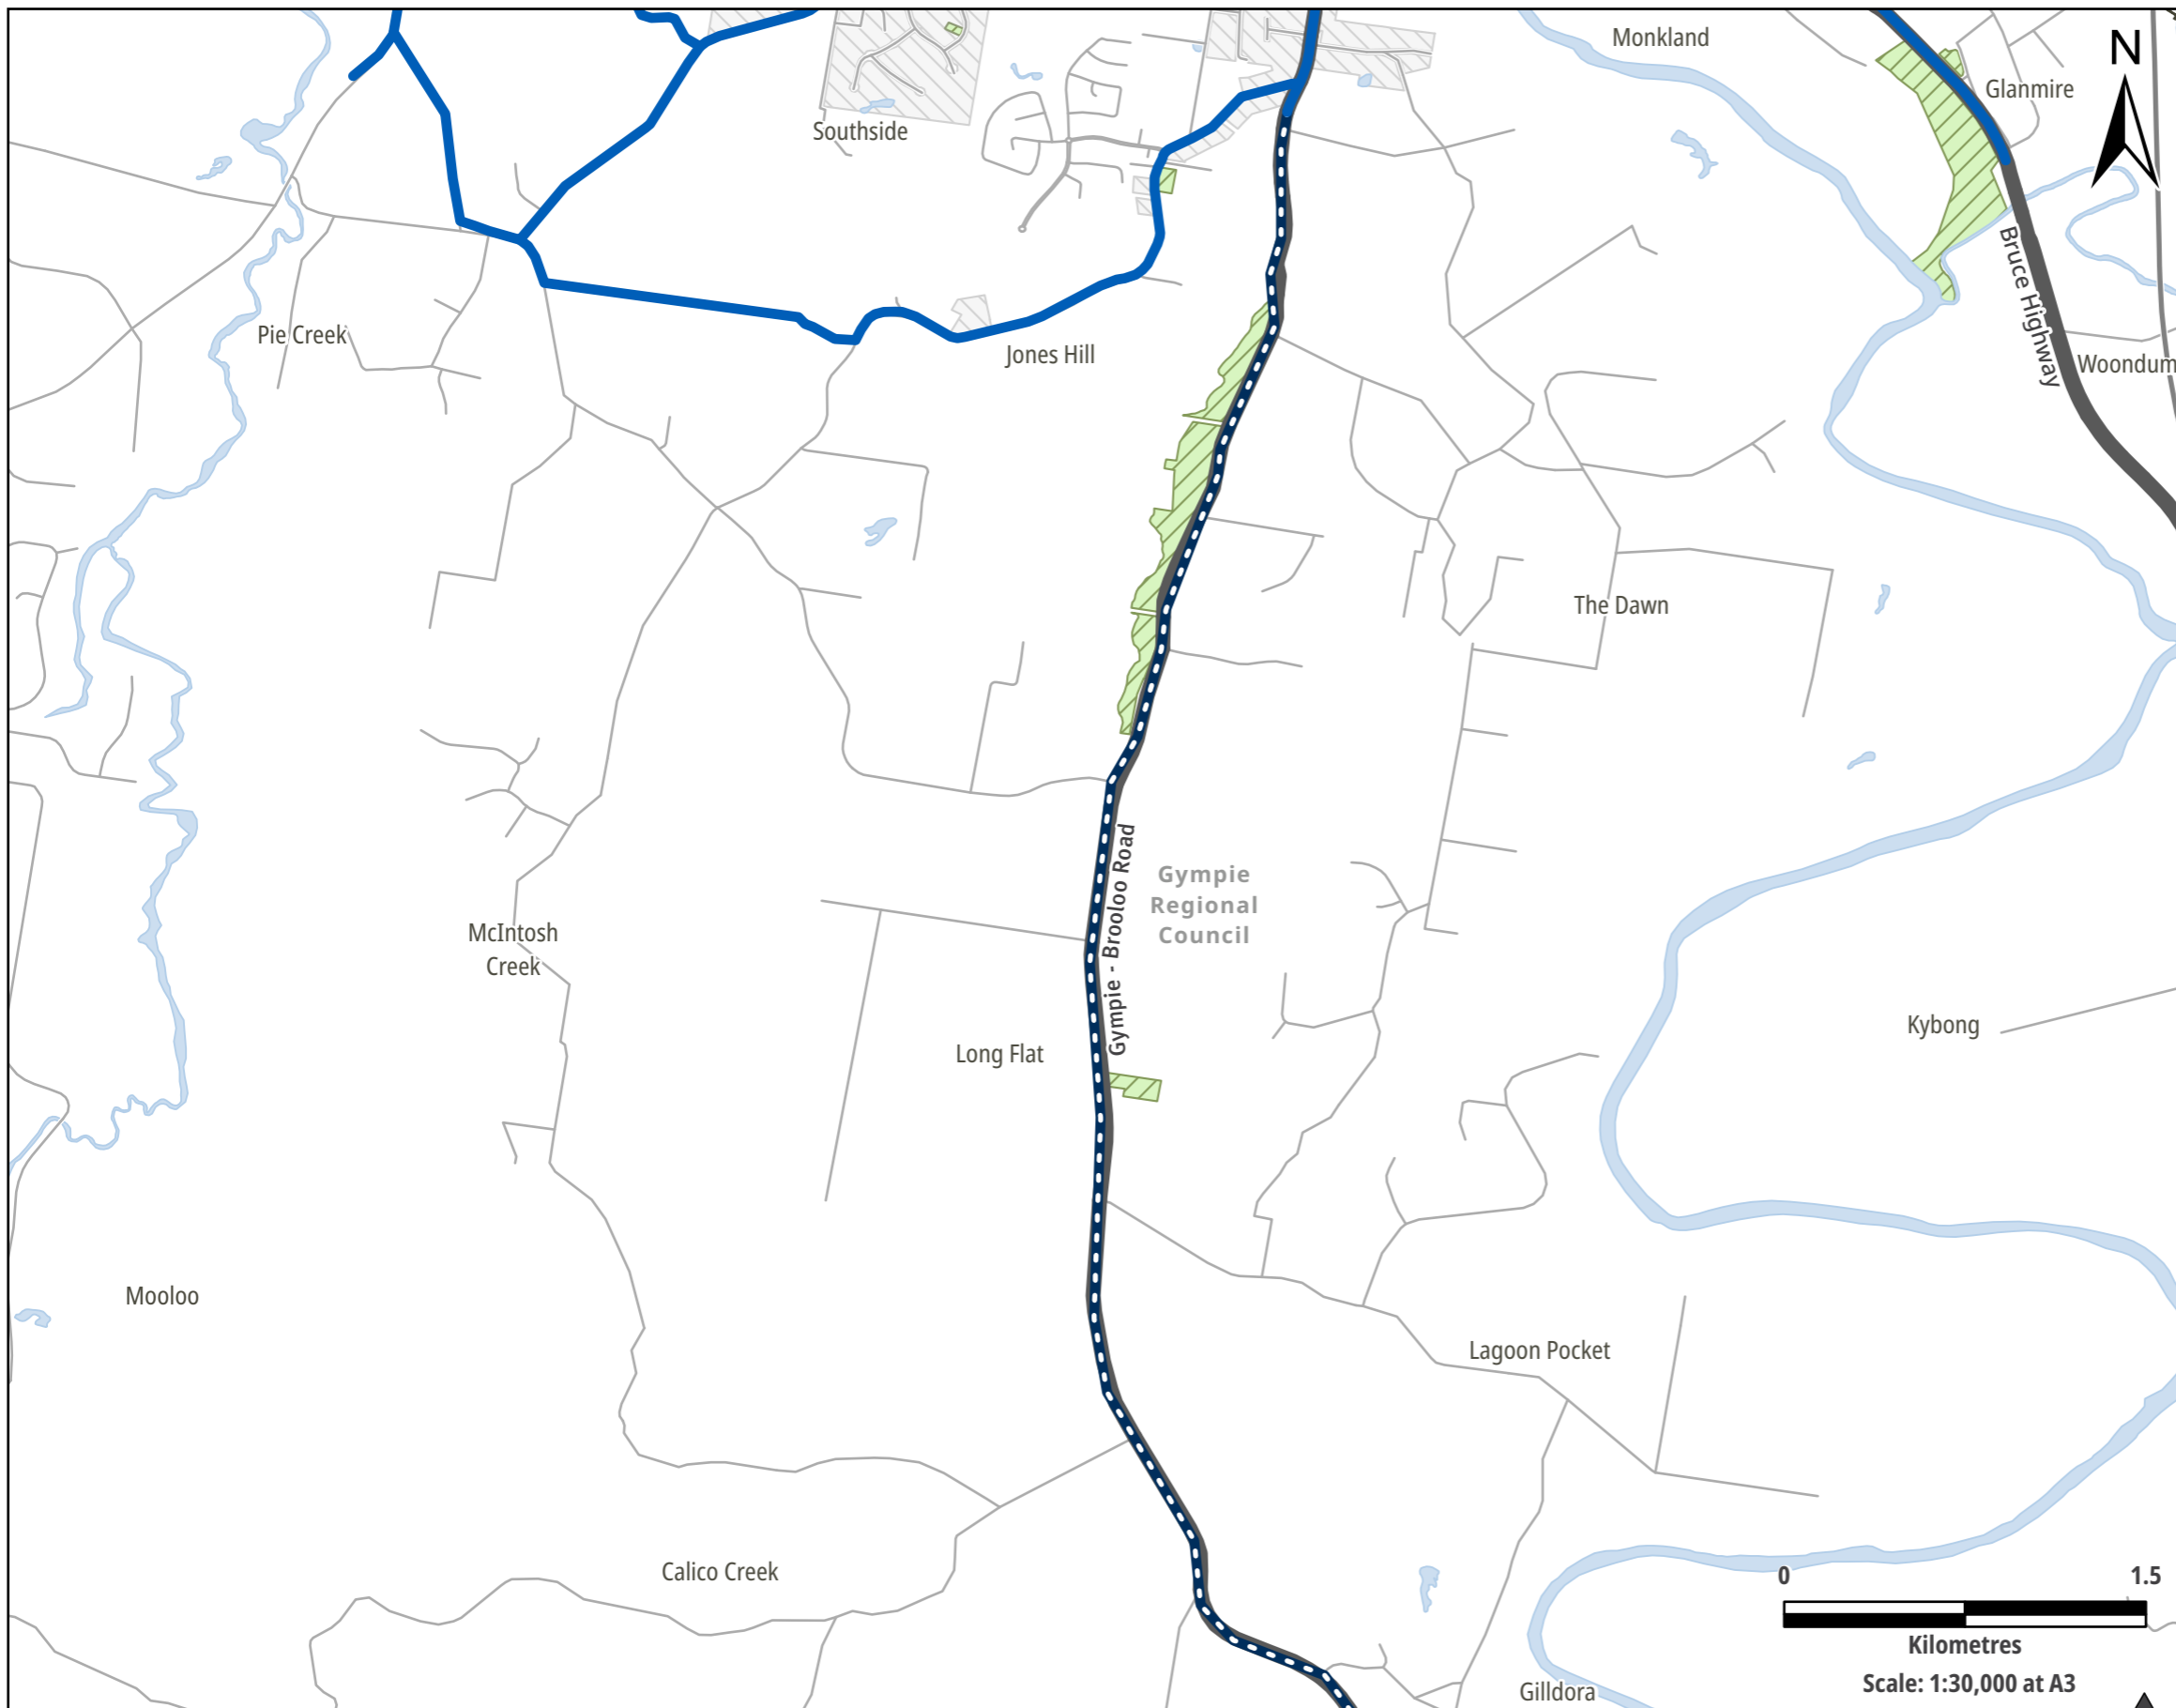 Monkland
N
Glanmire
Southside
Bruce Highway
Pie Creek
Jones Hill
Woondum
The Dawn
Gympie - Brooloo Road
Gympie
Regional
Council
McIntosh
Creek
Kybong
Long Flat
Mooloo
Lagoon Pocket
Calico Creek
0 1.5
Kilometres
Scale: 1:30,000 at A3
Gilldora